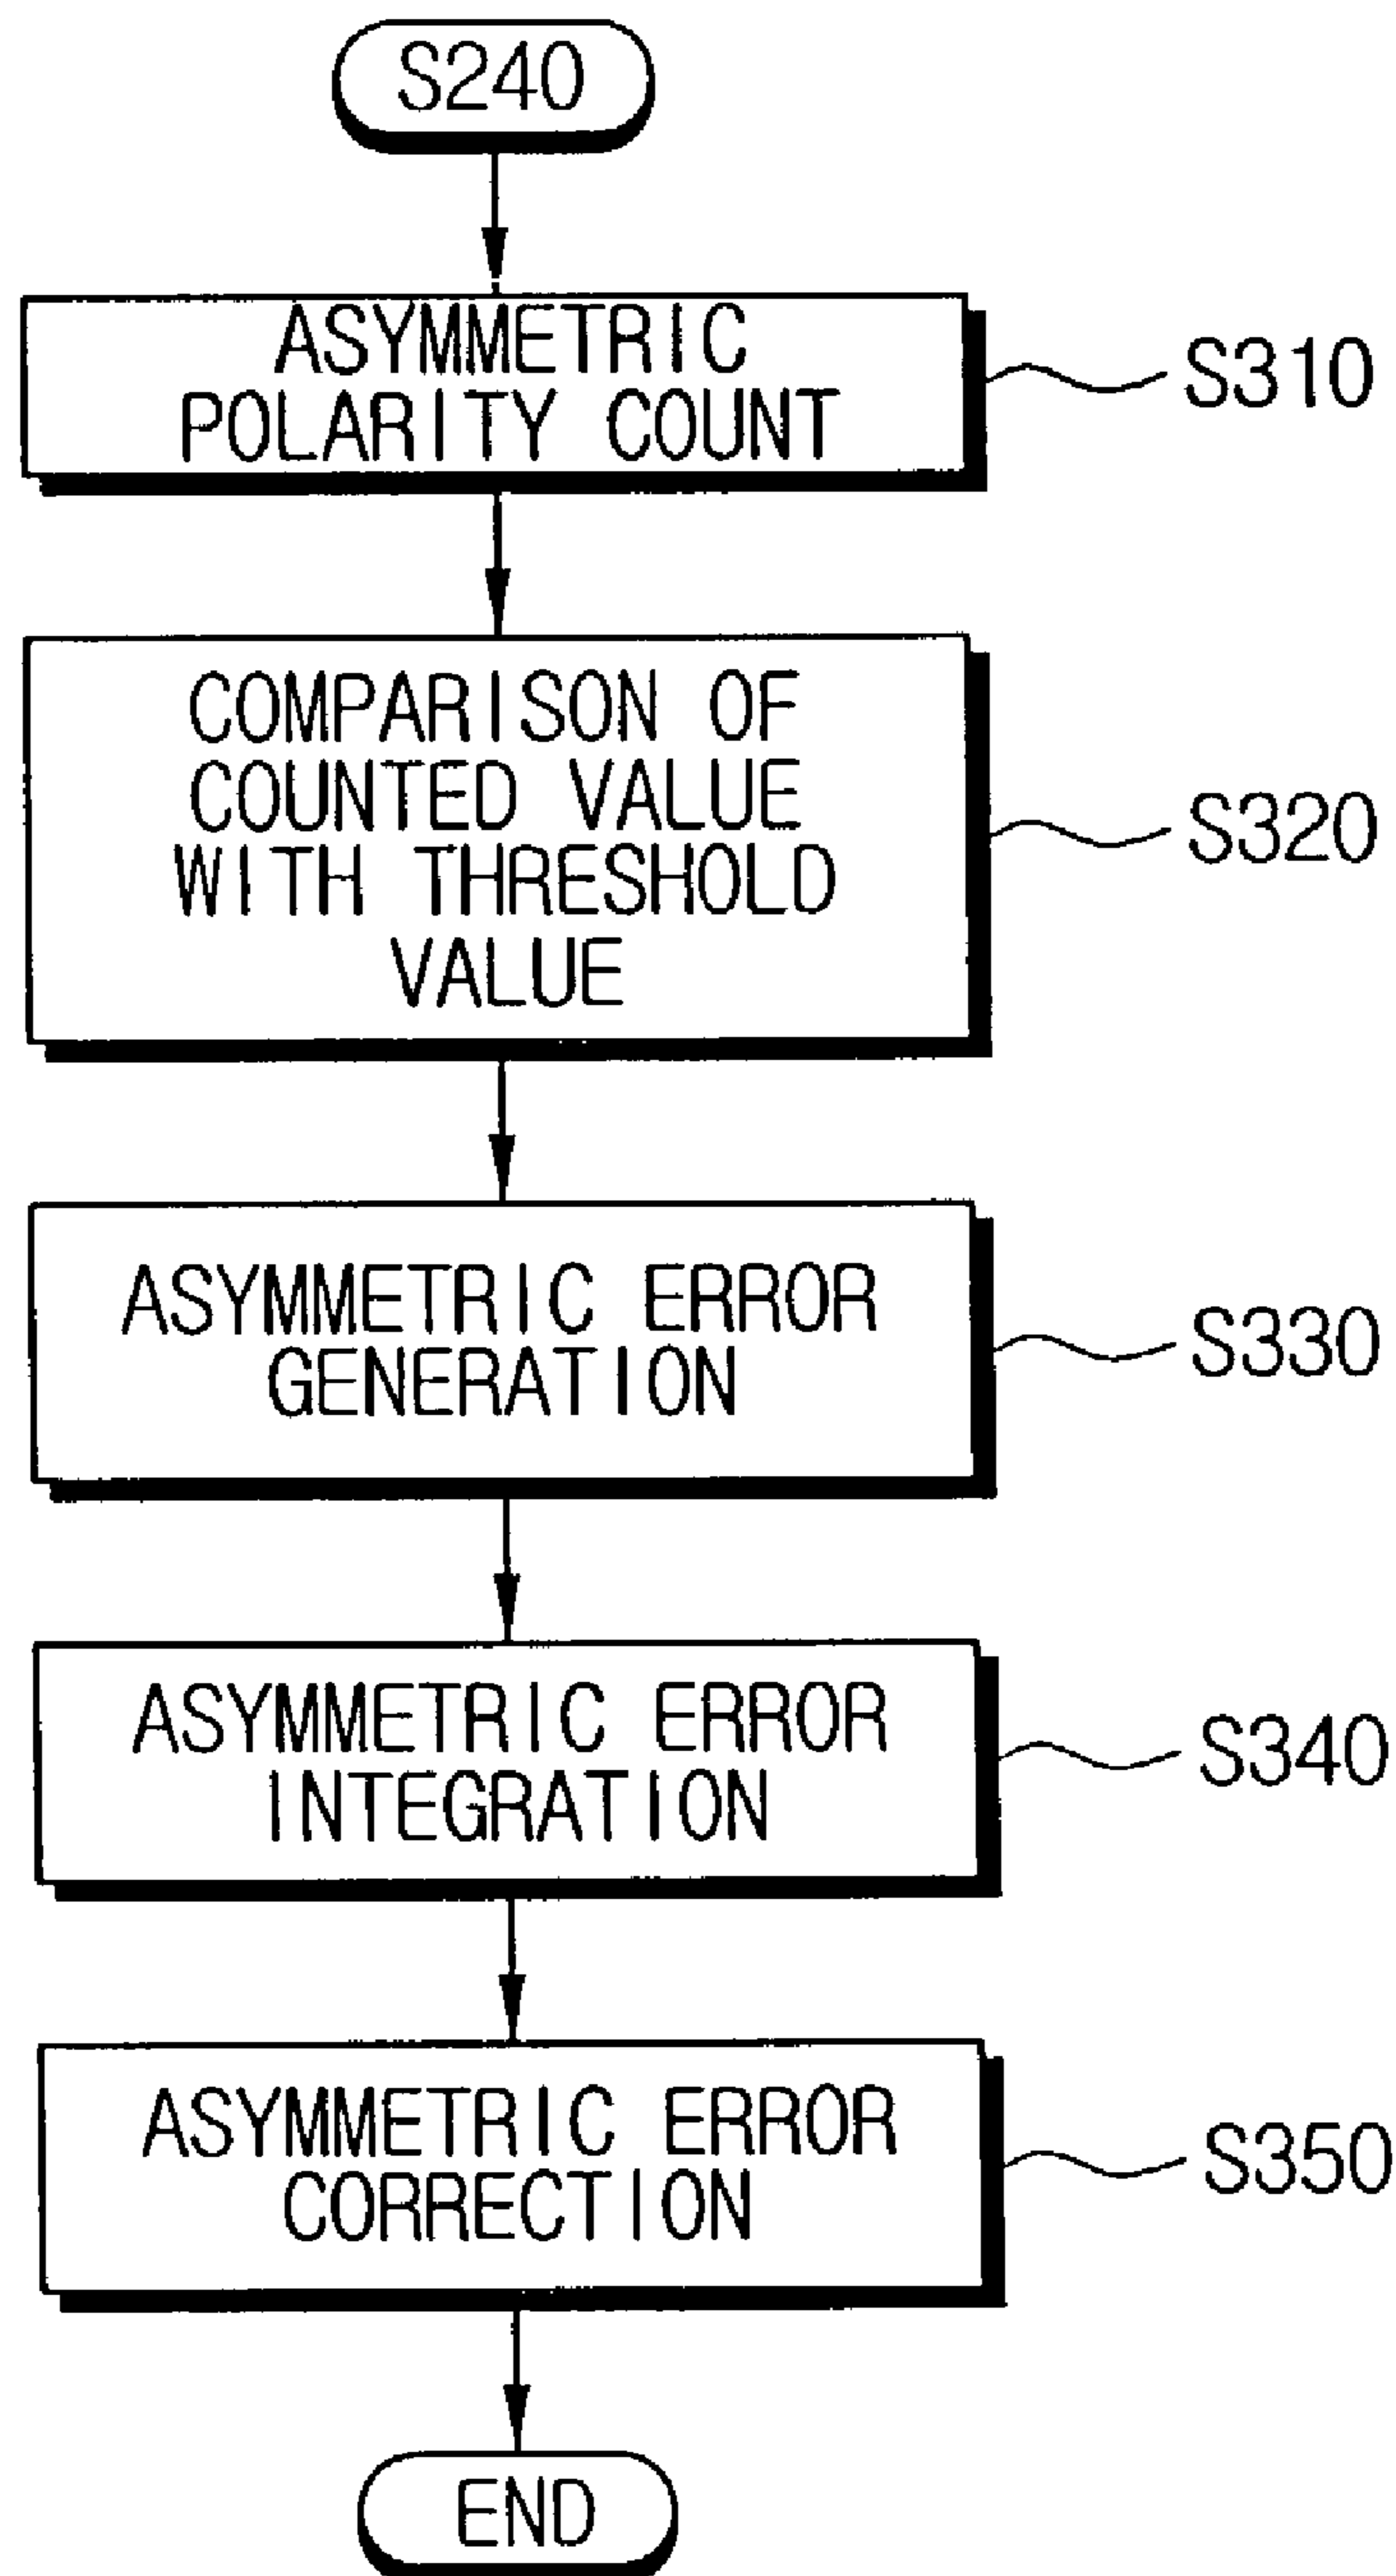 S240
ASYMMETRIC
POLARITY COUNT
S310
COMPARISON OF
COUNTED VALUE
WITH THRESHOLD
VALUE
S320
ASYMMETRIC ERROR
GENERATION
S330
ASYMMETRIC ERROR
INTEGRATION
S340
ASYMMETRIC ERROR
CORRECTION
S350
END